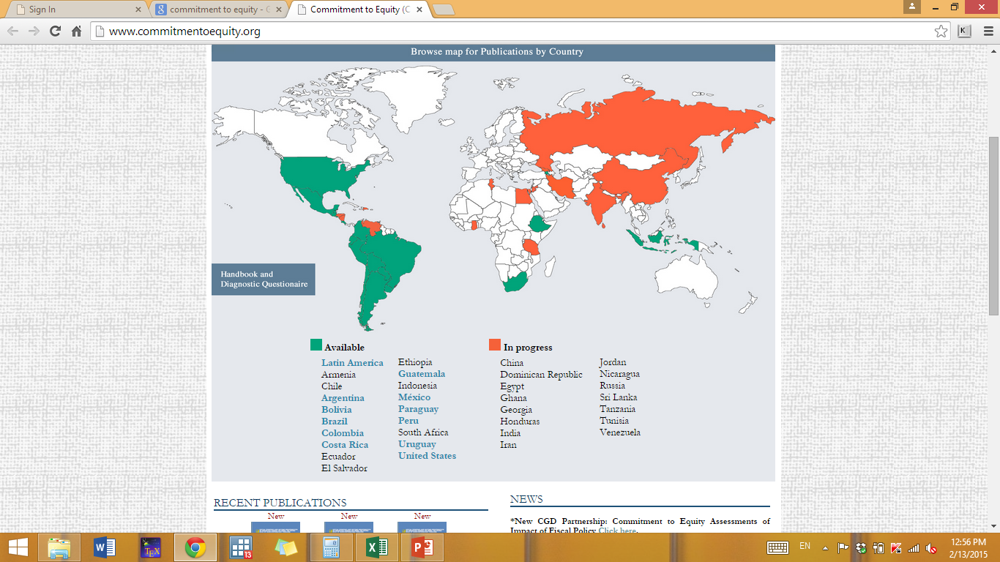 Sign In
commitment to equity - G
Commitment to Equity (C
www.commitmentoequity.org
K
Browse map for Publications by Country
Handbook and
Diagnostic Questionaire
Available
Latin America
Armenia
Chile
Argentina
Bolivia
Brazil
Colombia
Costa Rica
Ecuador
El Salvador
Ethiopia
Guatemala
Indonesia
México
Paraguay
Peru
South Africa
Uruguay
United States
In progress
China
Dominican Republic
Egypt
Ghana
Georgia
Honduras
India
Iran
Jordan
Nicaragua
Russia
Sri Lanka
Tanzania
Tunisia
Venezuela
RECENT PUBLICATIONS
New
New
New
NEWS
*New CGD Partnership: Commitment to Equity Assessments of
Impact of Fiscal Policy Click here.
13
EN
12:56 PM
2/13/2015